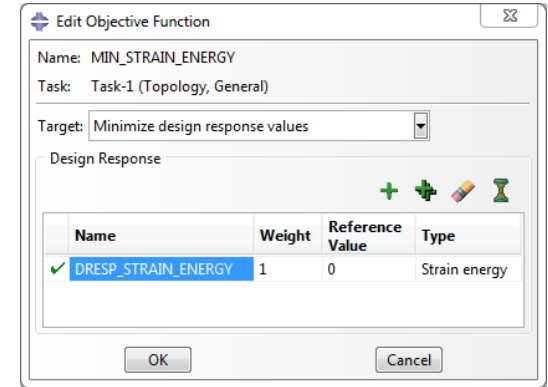 Edit Objective Function
Name: MIN_STRAIN_ENERGY
Task: Task-1 (Topology, General)
Target: Minimize design response values
Design Response
Name Weight Reference Value Type
DRESP_STRAIN_ENERGY 1 0 Strain energy
OK Cancel